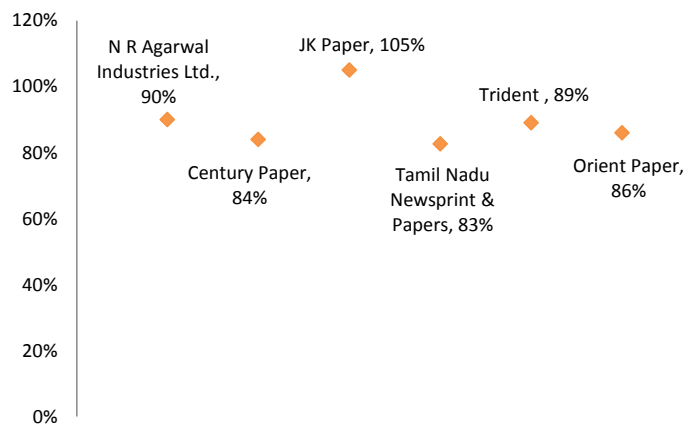 120%
100%
80%
60%
40%
20%
0%
N R Agarwal
Industries Ltd.,
90%
Century Paper,
84%
JK Paper, 105%
Tamil Nadu
Newsprint &
Papers, 83%
Trident , 89%
Orient Paper,
86%